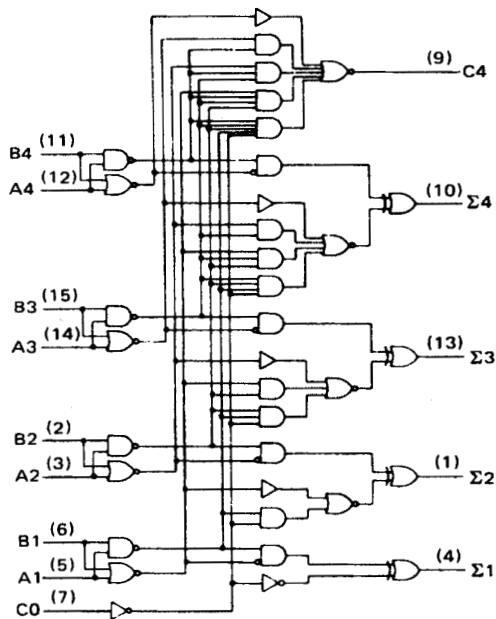 (9) C4
B4 (11)
A4 (12)
(10) Σ4
B3 (15)
A3 (14)
(13) Σ3
B2 (2)
A2 (3)
(1) Σ2
B1 (6)
A1 (5)
(4) Σ1
C0 (7)